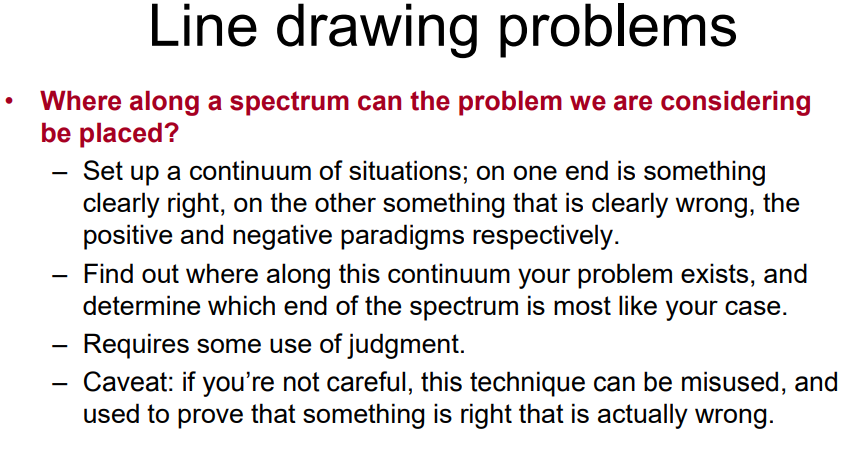 Line drawing problems
• Where along a spectrum can the problem we are considering
be placed?
– Set up a continuum of situations; on one end is something
clearly right, on the other something that is clearly wrong, the
positive and negative paradigms respectively.
– Find out where along this continuum your problem exists, and
determine which end of the spectrum is most like your case.
– Requires some use of judgment.
– Caveat: if you’re not careful, this technique can be misused, and
used to prove that something is right that is actually wrong.